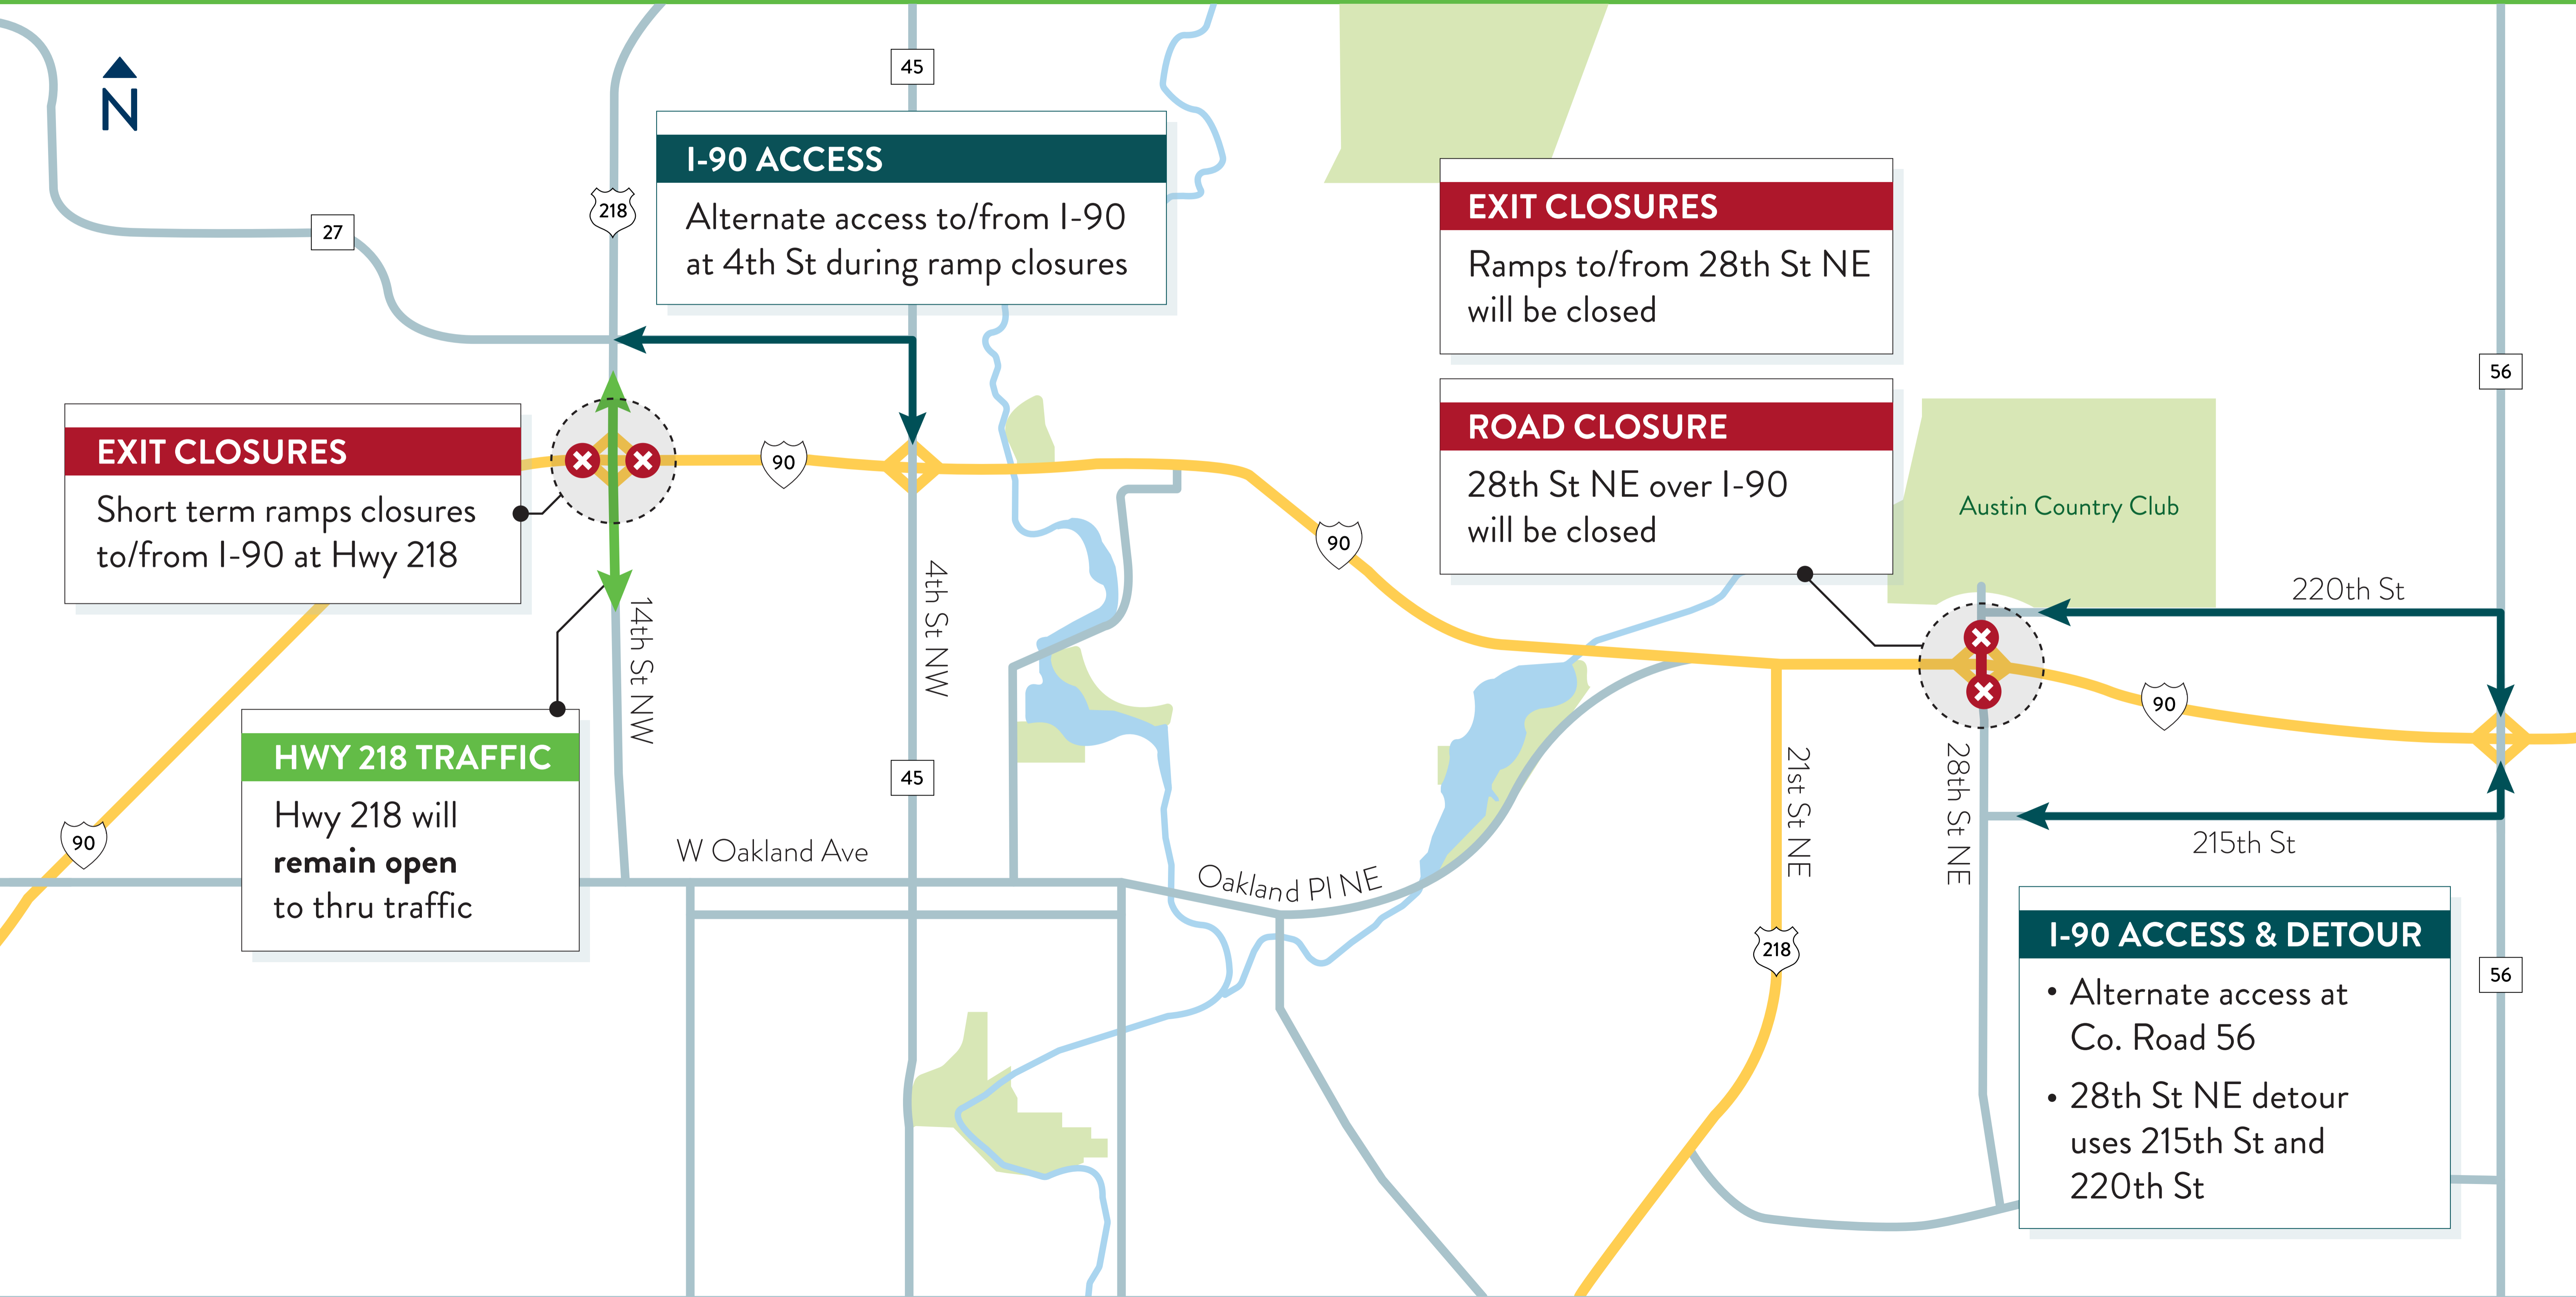 N
45
I-90 ACCESS
Alternate access to/from I-90
at 4th St during ramp closures
218
27
EXIT CLOSURES
Ramps to/from 28th St NE
will be closed
56
ROAD CLOSURE
28th St NE over I-90
will be closed
EXIT CLOSURES
Short term ramps closures
to/from I-90 at Hwy 218
90
90
Austin Country Club
220th St
14th St NW
4th St NW
90
HWY 218 TRAFFIC
Hwy 218 will
remain open
to thru traffic
45
21st St NE
28th St NE
90
215th St
W Oakland Ave
Oakland Pl NE
218
I-90 ACCESS & DETOUR
• Alternate access at
Co. Road 56
• 28th St NE detour
uses 215th St and
220th St
56